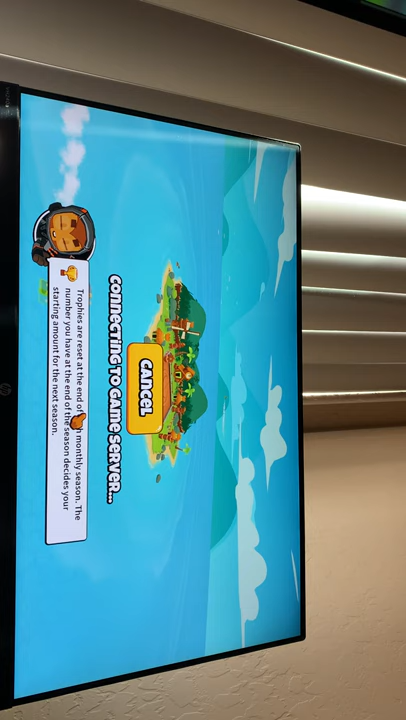 CANCEL
CONNECTING TO GAME SERVER...
Trophies are reset at the end of monthly season. The
number you have at the end of the season decides your
starting amount for the next season.
hp